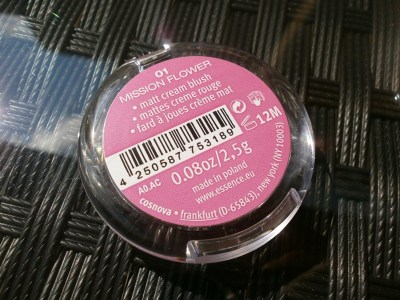 01
MISSION FLOWER
• matt cream blush
• mattes creme rouge
• fard à joues crème mat
12M
4 250587 753189
A0 AC
0.08oz/2,5g
made in poland
www.essence.eu
cosnova • frankfurt (D-65843), new york (NY10003)